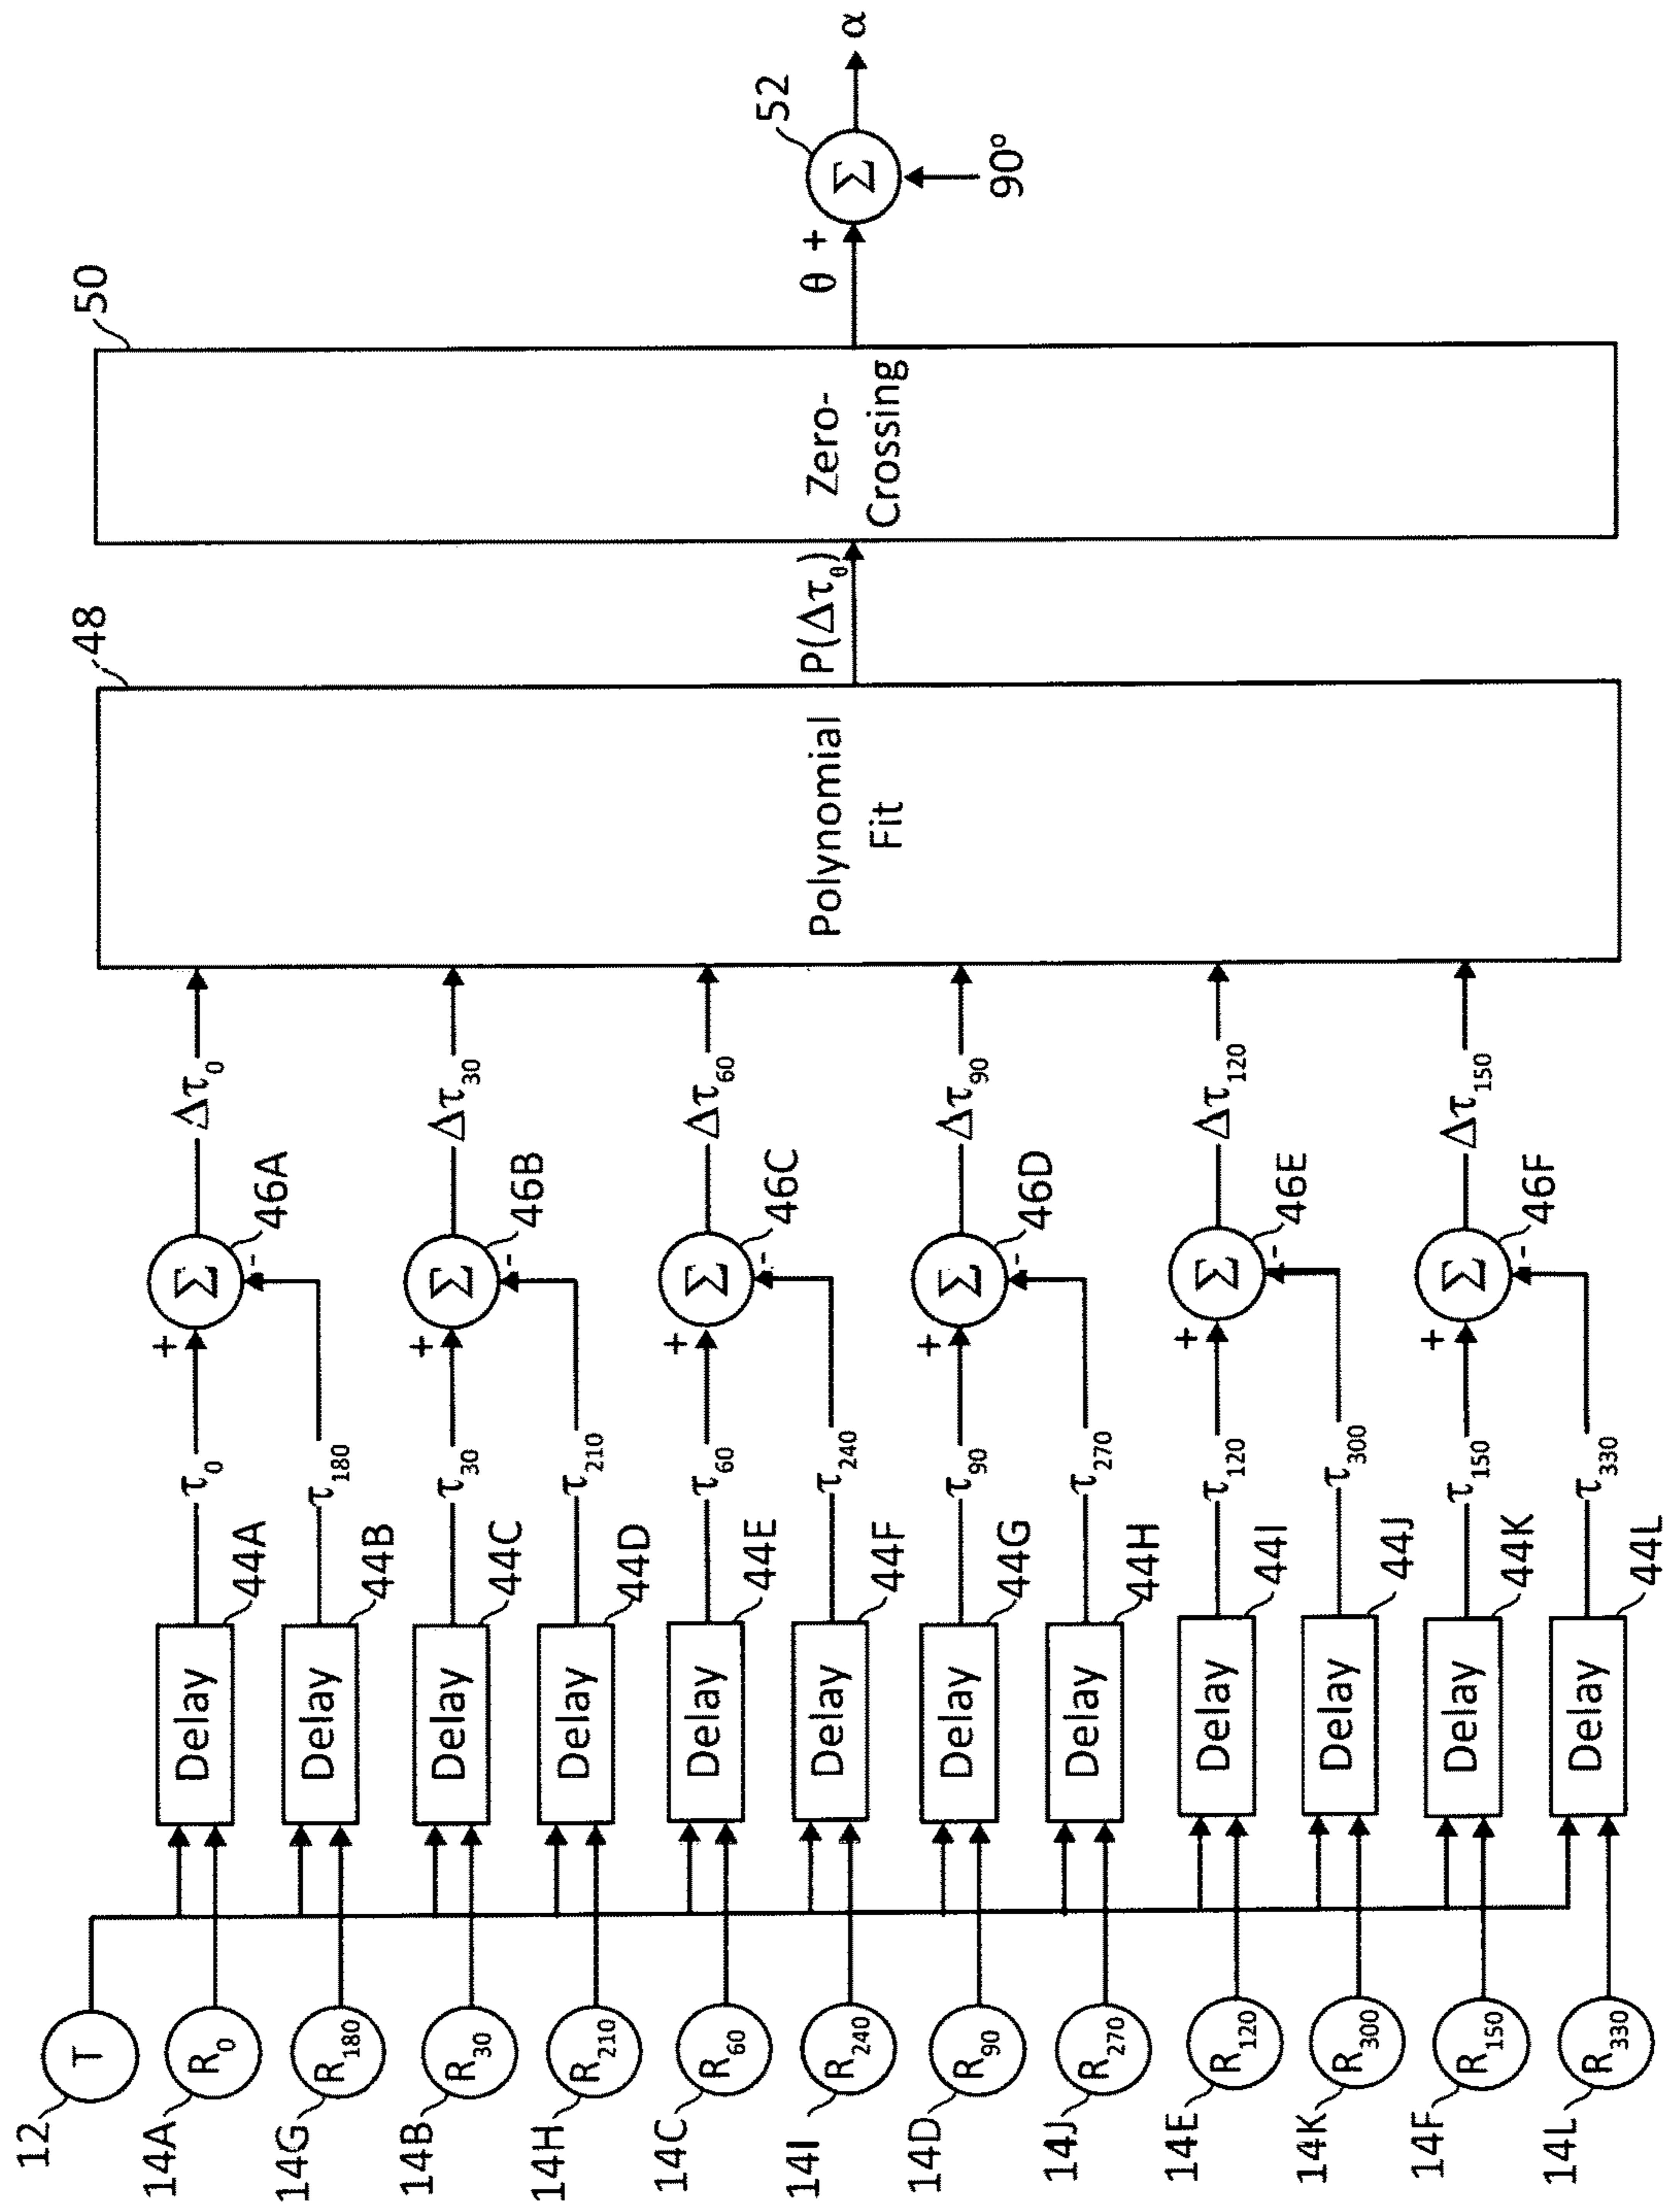 12 T
14A R₀ Delay 44A τ₀ + Σ - 46A Δτ₀
14G R₁₈₀ Delay 44B τ₁₈₀
14B R₃₀ Delay 44C τ₃₀ + Σ - 46B Δτ₃₀
14H R₂₁₀ Delay 44D τ₂₁₀
14C R₆₀ Delay 44E τ₆₀ + Σ - 46C Δτ₆₀
14I R₂₄₀ Delay 44F τ₂₄₀
14D R₉₀ Delay 44G τ₉₀ + Σ - 46D Δτ₉₀
14J R₂₇₀ Delay 44H τ₂₇₀
14E R₁₂₀ Delay 44I τ₁₂₀ + Σ - 46E Δτ₁₂₀
14K R₃₀₀ Delay 44J τ₃₀₀
14F R₁₅₀ Delay 44K τ₁₅₀ + Σ - 46F Δτ₁₅₀
14L R₃₃₀ Delay 44L τ₃₃₀
48
Polynomial
Fit
P(Δτ_θ)
50
Zero-
Crossing
θ +
Σ
52
90°
α